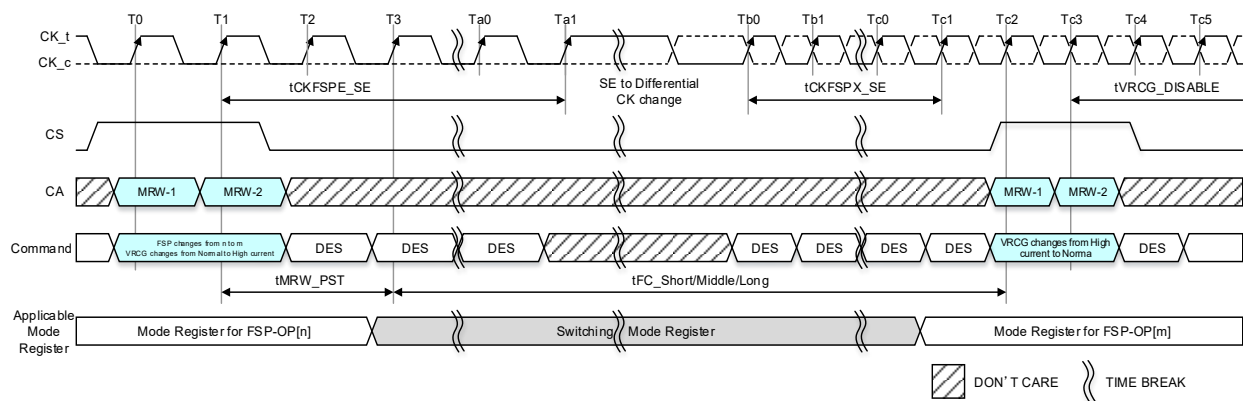 T0 T1 T2 T3 Ta0 Ta1 Tb0 Tb1 Tc0 Tc1 Tc2 Tc3 Tc4 Tc5
CK_t
CK_c
tCKFSPE_SE
SE to Differential
CK change
tCKFSPX_SE
tVRCG_DISABLE
CS
CA
MRW-1 MRW-2 MRW-1 MRW-2
Command
FSP changes from n to m
VRCG changes from Normal to High current
DES DES DES DES DES DES DES
VRCG changes from High
current to Norma
DES
tMRW_PST
tFC_Short/Middle/Long
Applicable
Mode
Register
Mode Register for FSP-OP[n]
Switching Mode Register
Mode Register for FSP-OP[m]
DON'T CARE
TIME BREAK